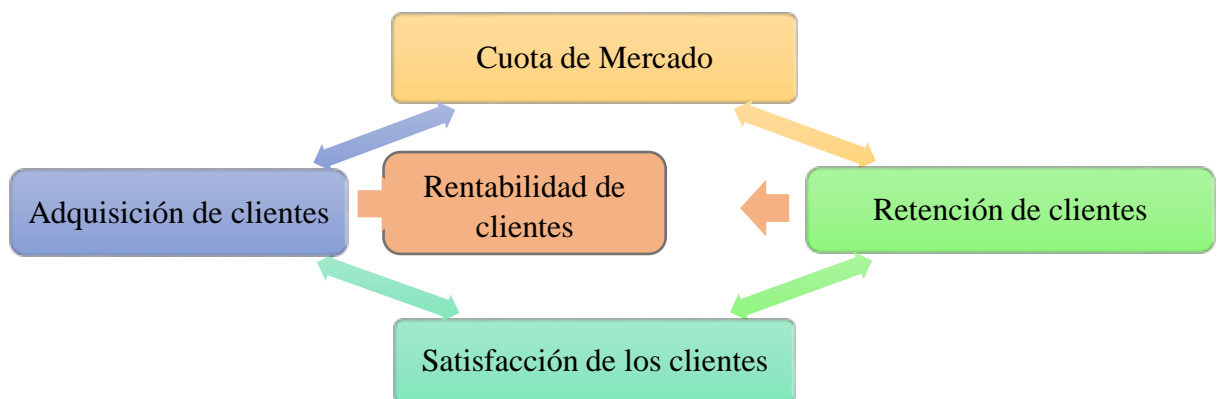 Cuota de Mercado
Adquisición de clientes
Rentabilidad de
clientes
Retención de clientes
Satisfacción de los clientes